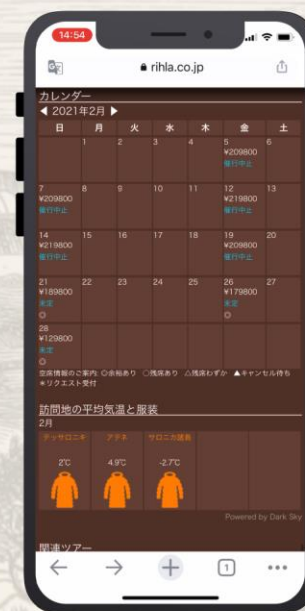 14:54
rihla.co.jp
カレンダー
◀ 2021年2月 ▶
日 月 火 水 木 金 土
1 2 3 4 5 6
¥209800
催行中止
7 8 9 10 11 12 13
¥209800 ¥219800
催行中止 催行中止
14 15 16 17 18 19 20
¥219800 ¥209800
催行中止 催行中止
21 22 23 24 25 26 27
¥189800 ¥179800
未定 未定
◎ ◎
28
¥129800
未定
◎
空席情報のご案内: ◎余裕あり ○残席あり △残席わずか ▲キャンセル待ち
*リクエスト受付
訪問地の平均気温と服装
2月
テッサロニキ アテネ サロニカ諸島
2℃ 4.9℃ -2.7℃
Powered by Dark Sky
関連ツアー
1